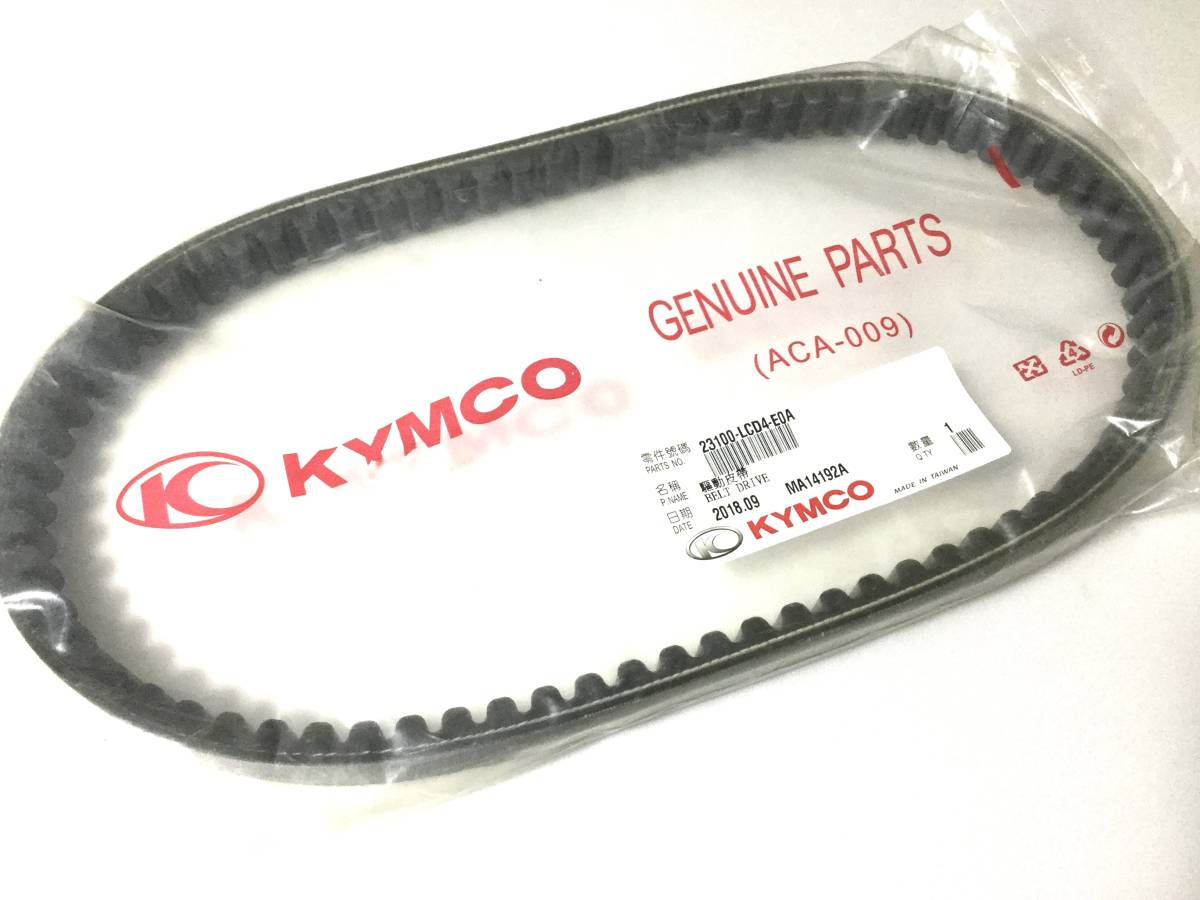 GENUINE PARTS
(ACA-009)
KYMCO
4
LD-PE
零件號碼 23100-LCD4-E0A
PARTS NO.
數量 1
Q'TY
名稱 驅動皮帶
P.NAME BELT DRIVE
日期 2018.09 MA14192A
DATE
KYMCO
MADE IN TAIWAN